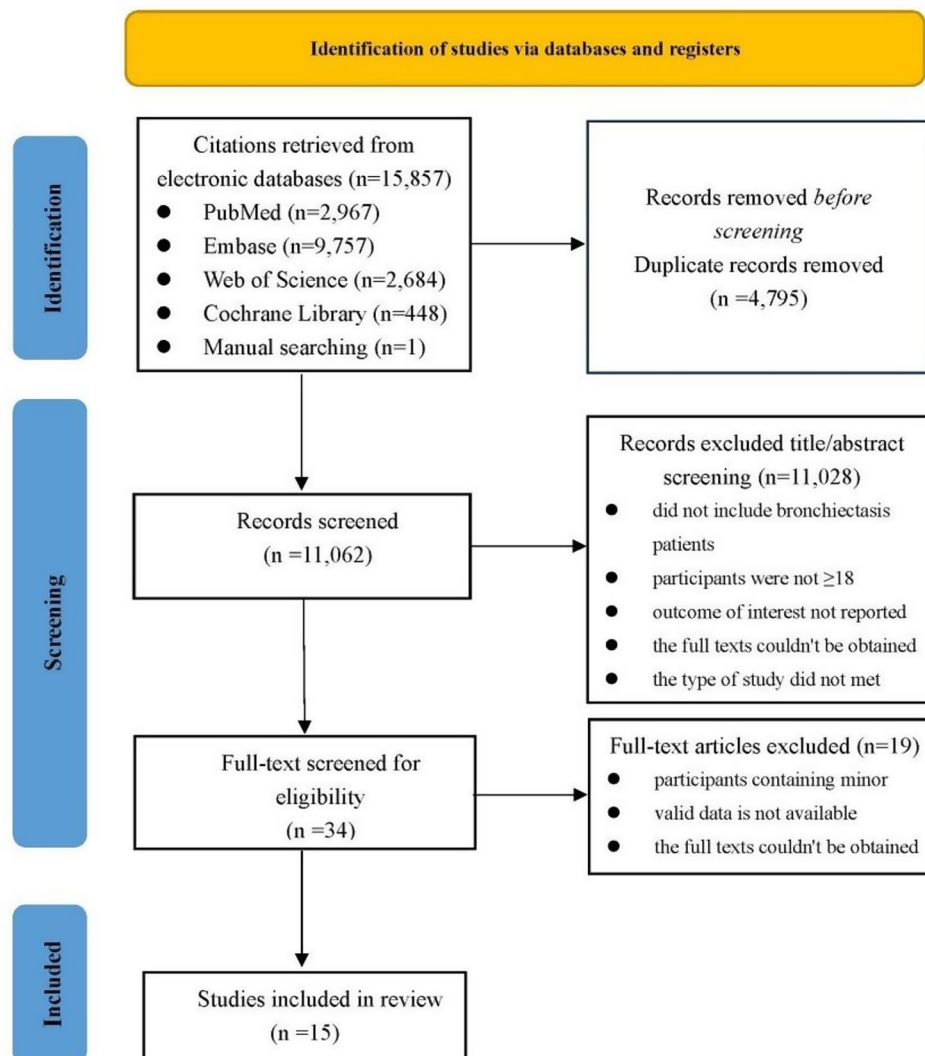 Identification of studies via databases and registers
Identification
Citations retrieved from
electronic databases (n=15,857)
● PubMed (n=2,967)
● Embase (n=9,757)
● Web of Science (n=2,684)
● Cochrane Library (n=448)
● Manual searching (n=1)
Records removed before
screening
Duplicate records removed
(n =4,795)
Screening
Records screened
(n =11,062)
Records excluded title/abstract
screening (n=11,028)
● did not include bronchiectasis
patients
● participants were not ≥18
● outcome of interest not reported
● the full texts couldn't be obtained
● the type of study did not met
Full-text screened for
eligibility
(n =34)
Full-text articles excluded (n=19)
● participants containing minor
● valid data is not available
● the full texts couldn't be obtained
Included
Studies included in review
(n =15)